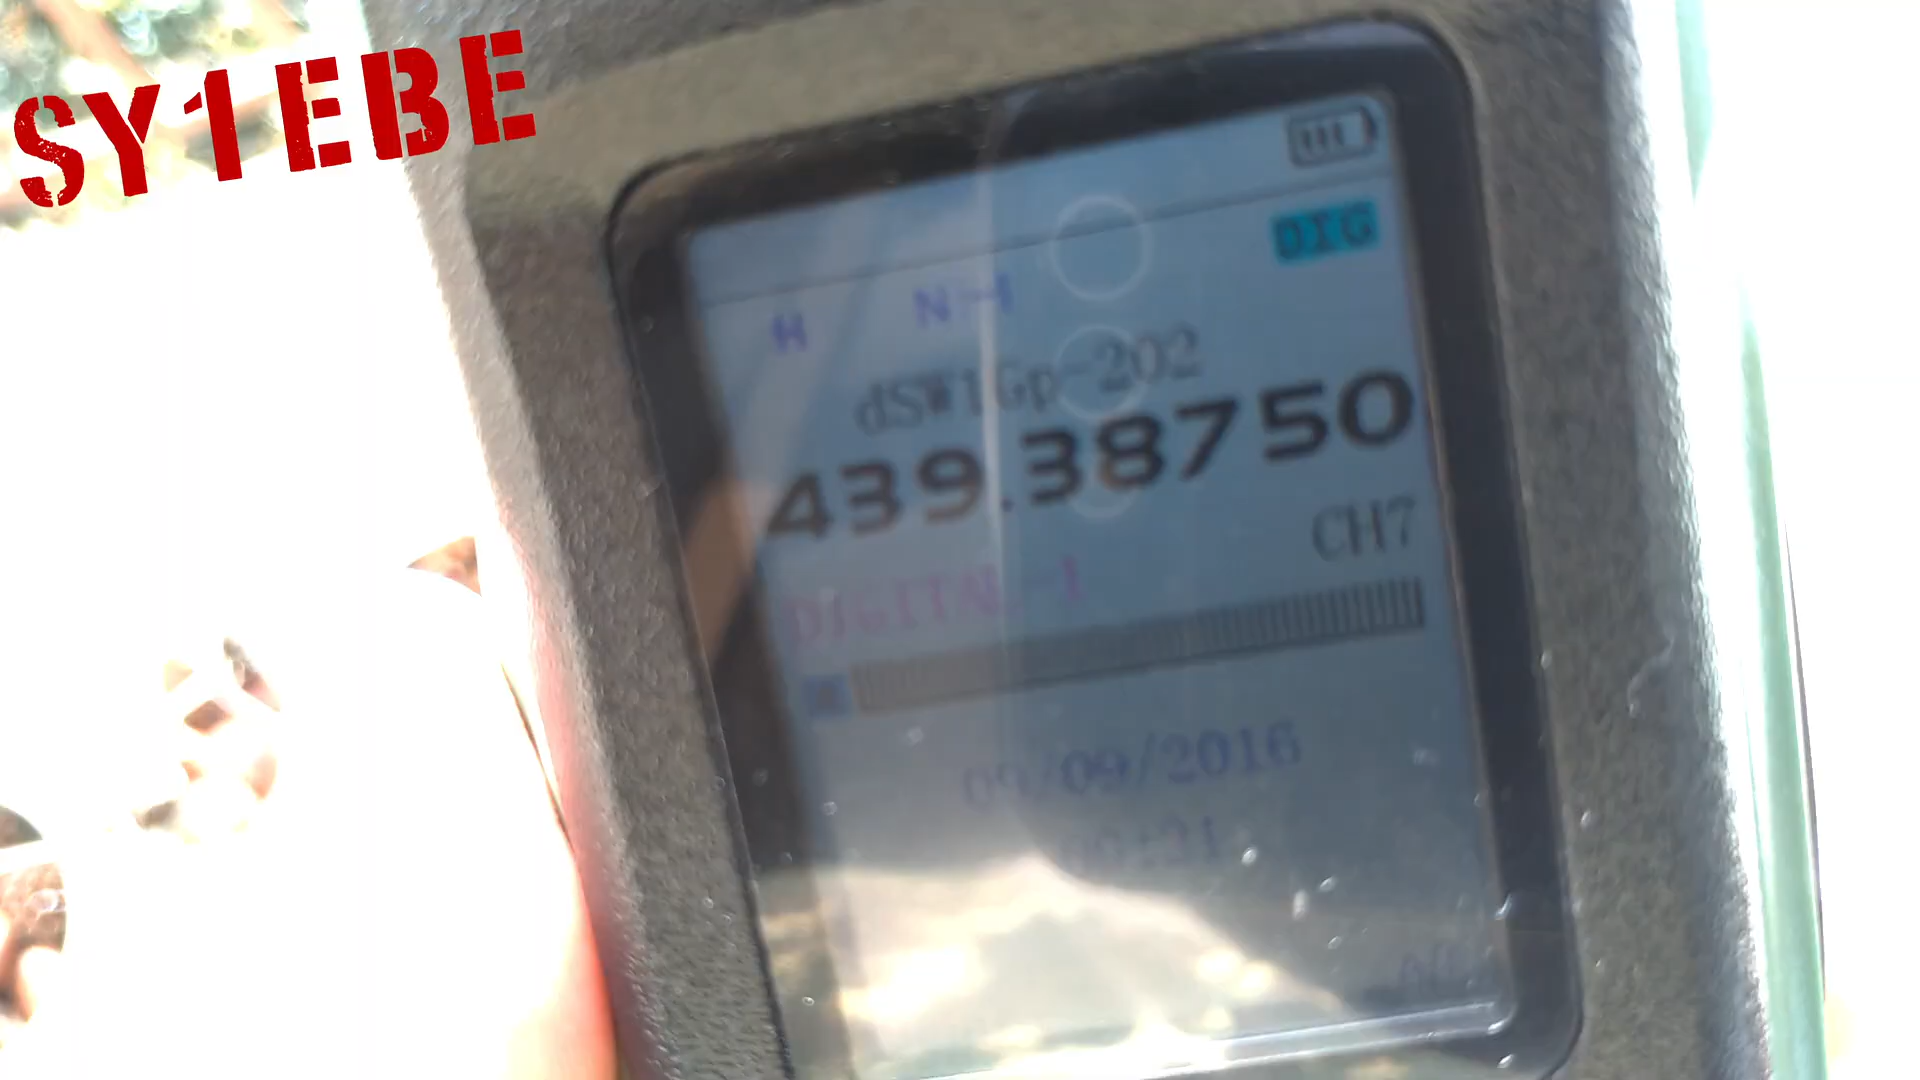 SY1EBE
DIG
H N-1
dSW1Gp-202
439.38750
CH7
DIGITAL-1
09/09/2016